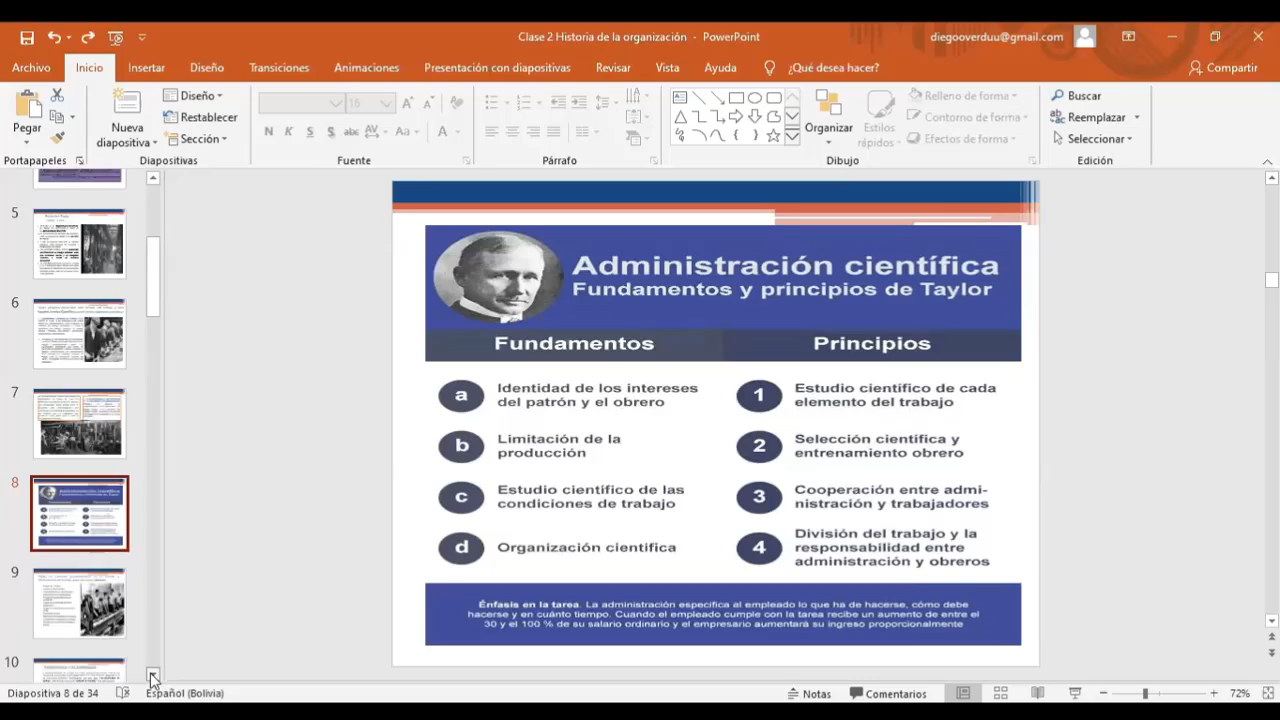 Clase 2 Historia de la organización - PowerPoint
diegooverduu@gmail.com
Archivo Inicio Insertar Diseño Transiciones Animaciones Presentación con diapositivas Revisar Vista Ayuda ¿Qué desea hacer? Compartir
Pegar
Nueva
diapositiva
Diseño
Restablecer
Sección
18
N K S S abc AV Aa A
Organizar
Estilos
rápidos
Relleno de forma
Contorno de forma
Efectos de forma
Buscar
Reemplazar
Seleccionar
Portapapeles Diapositivas Fuente Párrafo Dibujo Edición
5
6
7
8
9
10
Administración científica
Fundamentos y principios de Taylor
Fundamentos
Principios
a Identidad de los intereses
del patrón y el obrero
b Limitación de la
producción
c Estudio científico de las
condiciones de trabajo
d Organización científica
1 Estudio científico de cada
elemento del trabajo
2 Selección científica y
entrenamiento obrero
3 Cooperación entre admi-
nistración y trabajadores
4 División del trabajo y la
responsabilidad entre
administración y obreros
Énfasis en la tarea. La administración especifica al empleado lo que ha de hacerse, cómo debe
hacerse y en cuánto tiempo. Cuando el empleado cumple con la tarea recibe un aumento de entre el
30 y el 100 % de su salario ordinario y el empresario aumentará su ingreso proporcionalmente
Diapositiva 8 de 34 Español (Bolivia) Notas Comentarios 72%